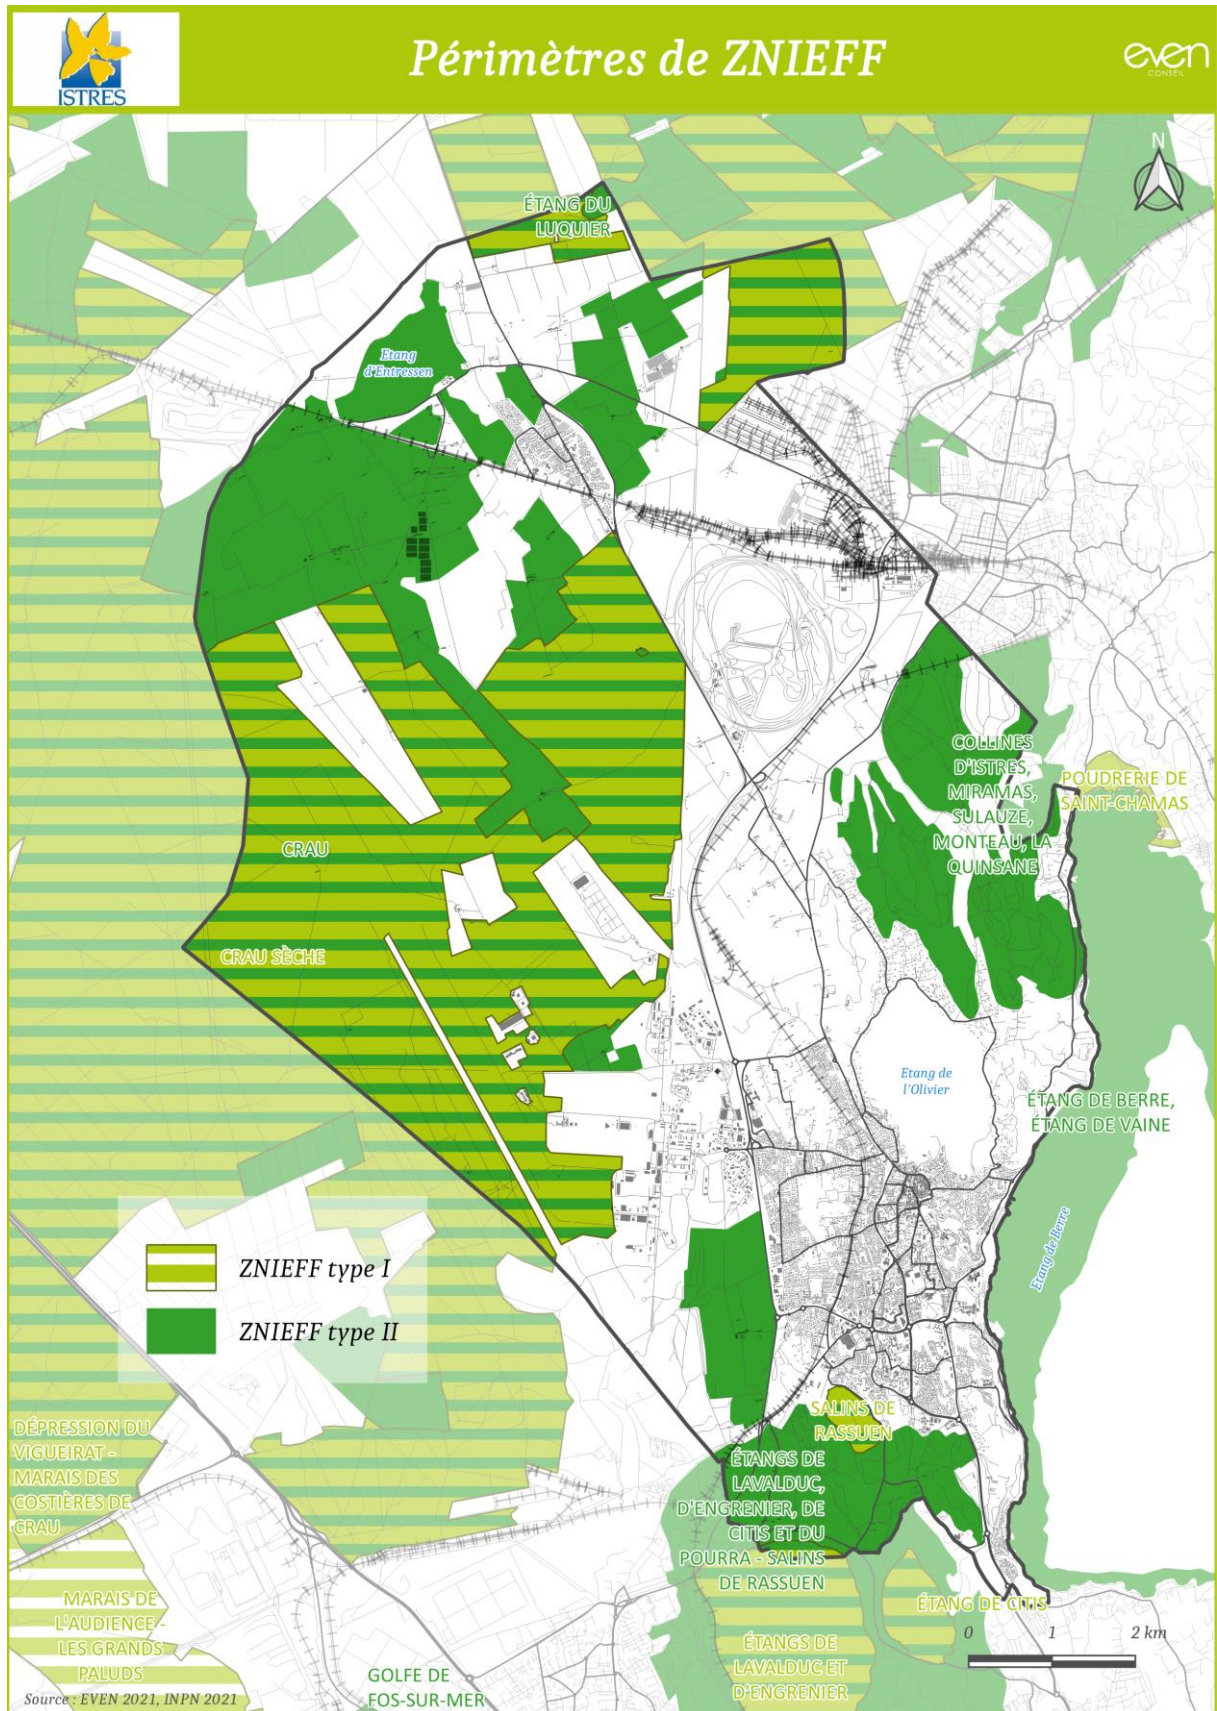 ISTRES
Périmètres de ZNIEFF
even
CONSEIL
N
ÉTANG DU
LUQUIER
Etang
d'Entressen
COLLINES
D'ISTRES,
MIRAMAS,
SULAUZE,
MONTEAU, LA
QUINSANE
POUDRERIE DE
SAINT-CHAMAS
CRAU
CRAU SÈCHE
Etang de
l'Olivier
ÉTANG DE BERRE,
ÉTANG DE VAINE
Etang de Berre
ZNIEFF type I
ZNIEFF type II
SALINS DE
RASSUEN
DÉPRESSION DU
VIGUEIRAT -
MARAIS DES
COSTIÈRES DE
CRAU
ÉTANGS DE
LAVALDUC,
D'ENGRENIER, DE
CITIS ET DU
POURRA - SALINS
DE RASSUEN
MARAIS DE
L'AUDIENCE -
LES GRANDS
PALUDS
ÉTANG DE CITIS
0 1 2 km
ÉTANGS DE
LAVALDUC ET
D'ENGRENIER
GOLFE DE
FOS-SUR-MER
Source : EVEN 2021, INPN 2021